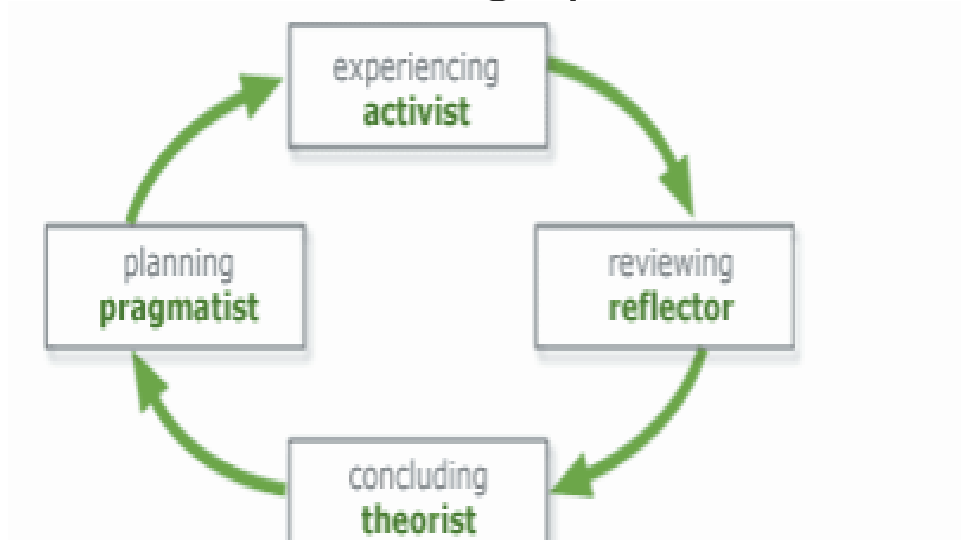 experiencing
activist
planning
pragmatist
reviewing
reflector
concluding
theorist